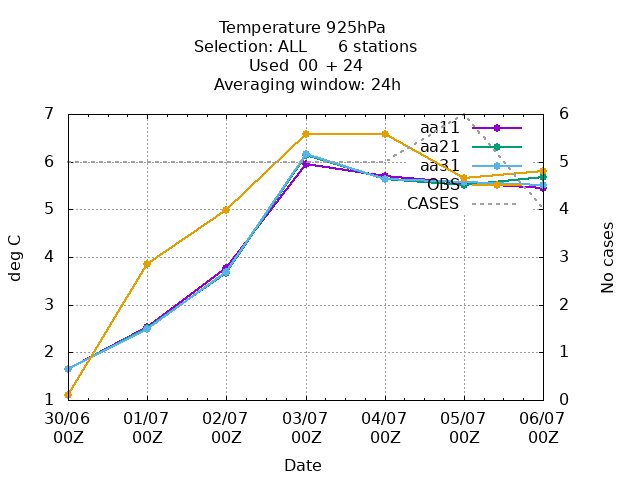 Temperature 925hPa
Selection: ALL 6 stations
Used 00 + 24
Averaging window: 24h
7 6
aa11
aa21
aa31
6 5
OBS
CASES
5 4
4 3
deg C No cases
3 2
2 1
1 0
30/06 01/07 02/07 03/07 04/07 05/07 06/07
00Z 00Z 00Z 00Z 00Z 00Z 00Z
Date